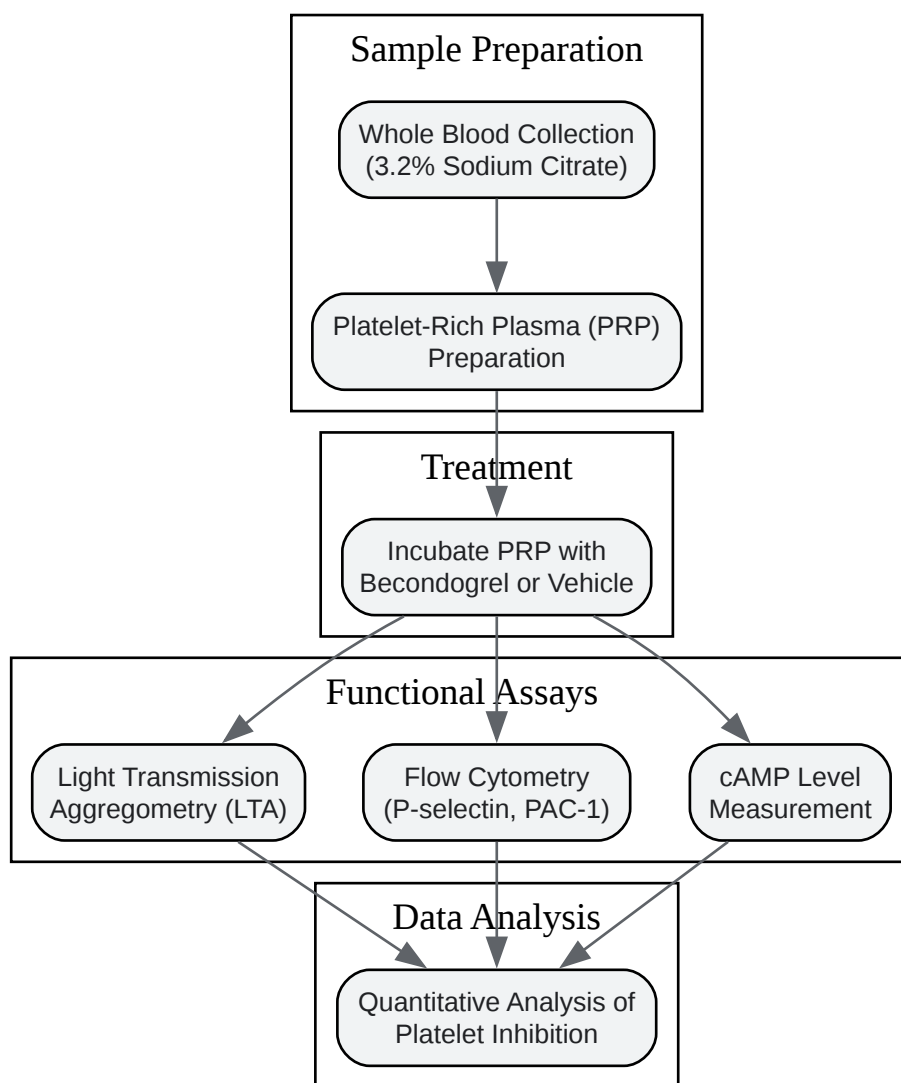 Sample Preparation
Whole Blood Collection
(3.2% Sodium Citrate)
Platelet-Rich Plasma (PRP)
Preparation
Treatment
Incubate PRP with
Becondogrel or Vehicle
Functional Assays
Light Transmission
Aggregometry (LTA)
Flow Cytometry
(P-selectin, PAC-1)
cAMP Level
Measurement
Data Analysis
Quantitative Analysis of
Platelet Inhibition